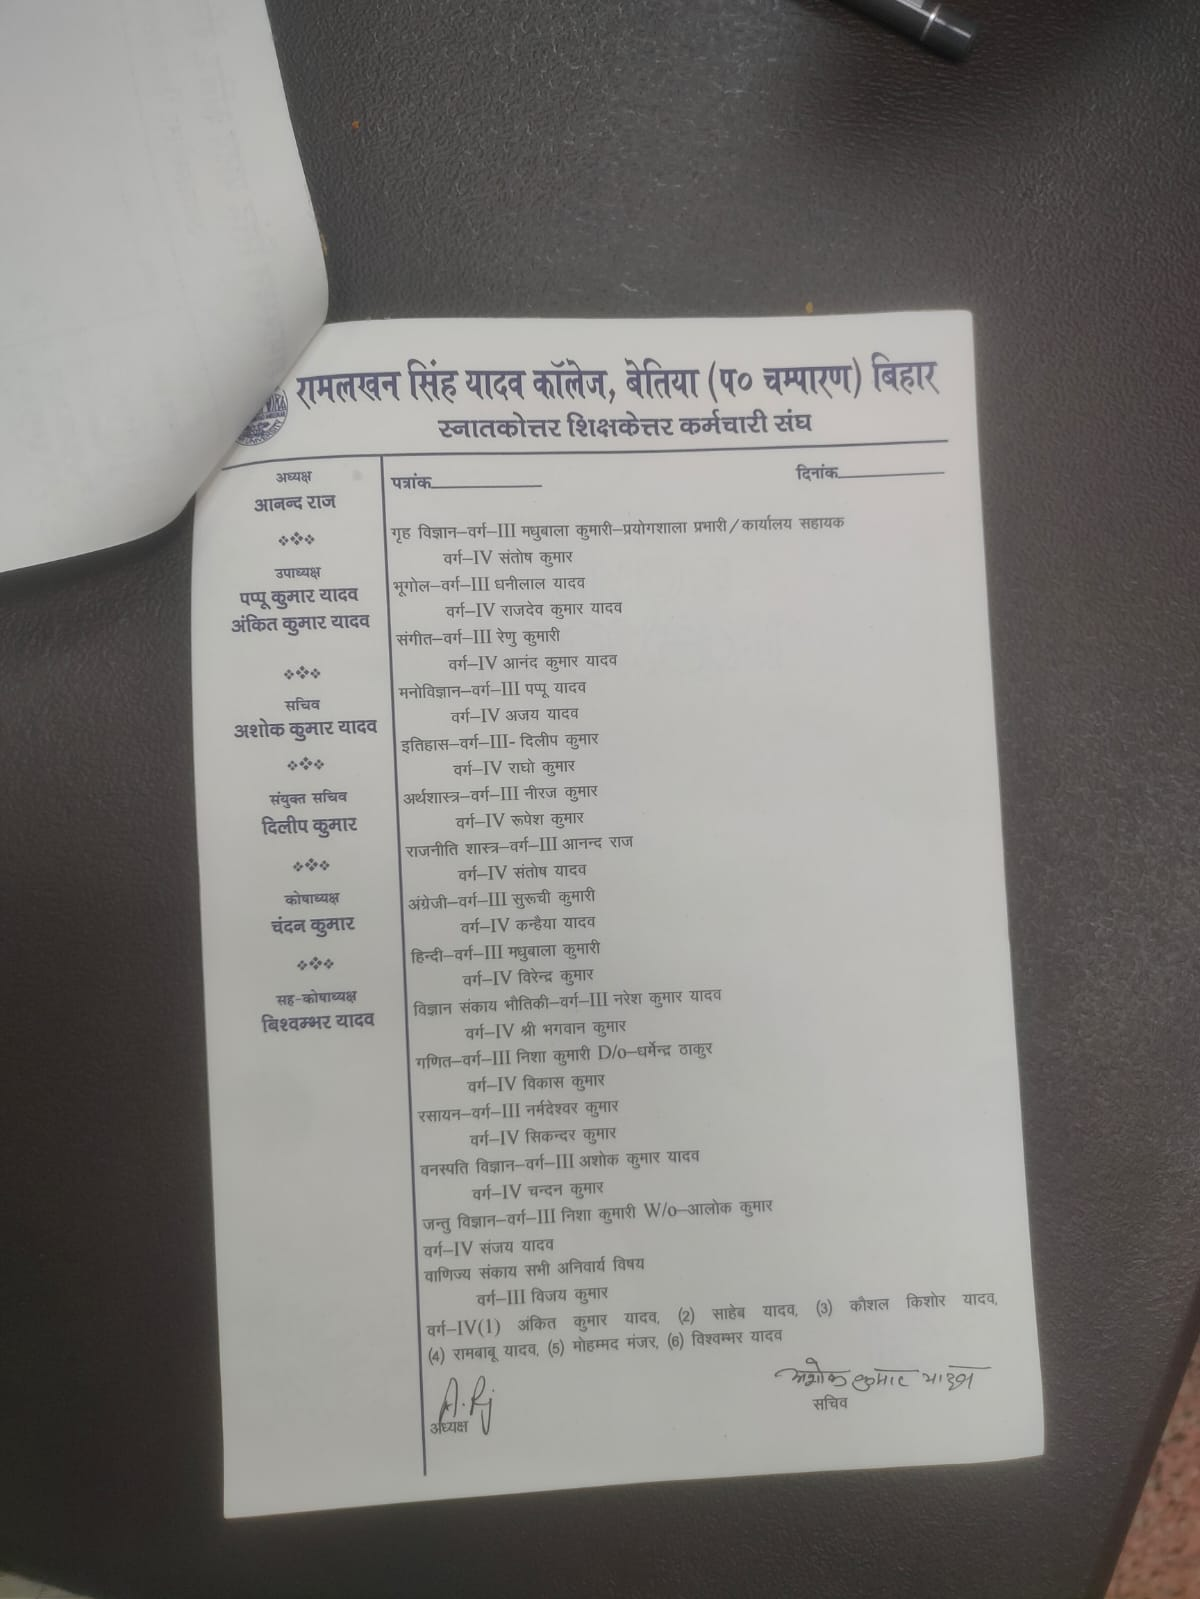 रामलखन सिंह यादव कॉलेज, बेतिया (प० चम्पारण) बिहार
स्नातकोत्तर शिक्षकेत्तर कर्मचारी संघ
अध्यक्ष
आनन्द राज
उपाध्यक्ष
पप्पू कुमार यादव
अंकित कुमार यादव
सचिव
अशोक कुमार यादव
संयुक्त सचिव
दिलीप कुमार
कोषाध्यक्ष
चंदन कुमार
सह-कोषाध्यक्ष
बिश्वम्भर यादव
पत्रांक__________ दिनांक__________
गृह विज्ञान–वर्ग–III मधुबाला कुमारी–प्रयोगशाला प्रभारी/कार्यालय सहायक
वर्ग–IV संतोष कुमार
भूगोल–वर्ग–III धनीलाल यादव
वर्ग–IV राजदेव कुमार यादव
संगीत–वर्ग–III रेणु कुमारी
वर्ग–IV आनंद कुमार यादव
मनोविज्ञान–वर्ग–III पप्पू यादव
वर्ग–IV अजय यादव
इतिहास–वर्ग–III- दिलीप कुमार
वर्ग–IV राघो कुमार
अर्थशास्त्र–वर्ग–III नीरज कुमार
वर्ग–IV रूपेश कुमार
राजनीति शास्त्र–वर्ग–III आनन्द राज
वर्ग–IV संतोष यादव
अंग्रेजी–वर्ग–III सुरूची कुमारी
वर्ग–IV कन्हैया यादव
हिन्दी–वर्ग–III मधुबाला कुमारी
वर्ग–IV विरेन्द्र कुमार
विज्ञान संकाय भौतिकी–वर्ग–III नरेश कुमार यादव
वर्ग–IV श्री भगवान कुमार
गणित–वर्ग–III निशा कुमारी D/o–धर्मेन्द्र ठाकुर
वर्ग–IV विकास कुमार
रसायन–वर्ग–III नर्मदेश्वर कुमार
वर्ग–IV सिकन्दर कुमार
वनस्पति विज्ञान–वर्ग–III अशोक कुमार यादव
वर्ग–IV चन्दन कुमार
जन्तु विज्ञान–वर्ग–III निशा कुमारी W/o–आलोक कुमार
वर्ग–IV संजय यादव
वाणिज्य संकाय सभी अनिवार्य विषय
वर्ग–III विजय कुमार
वर्ग–IV(1) अंकित कुमार यादव, (2) साहेब यादव, (3) कौशल किशोर यादव,
(4) रामबाबू यादव, (5) मोहम्मद मंजर, (6) विश्वम्भर यादव
A. Rj अशोक कुमार यादव
अध्यक्ष सचिव